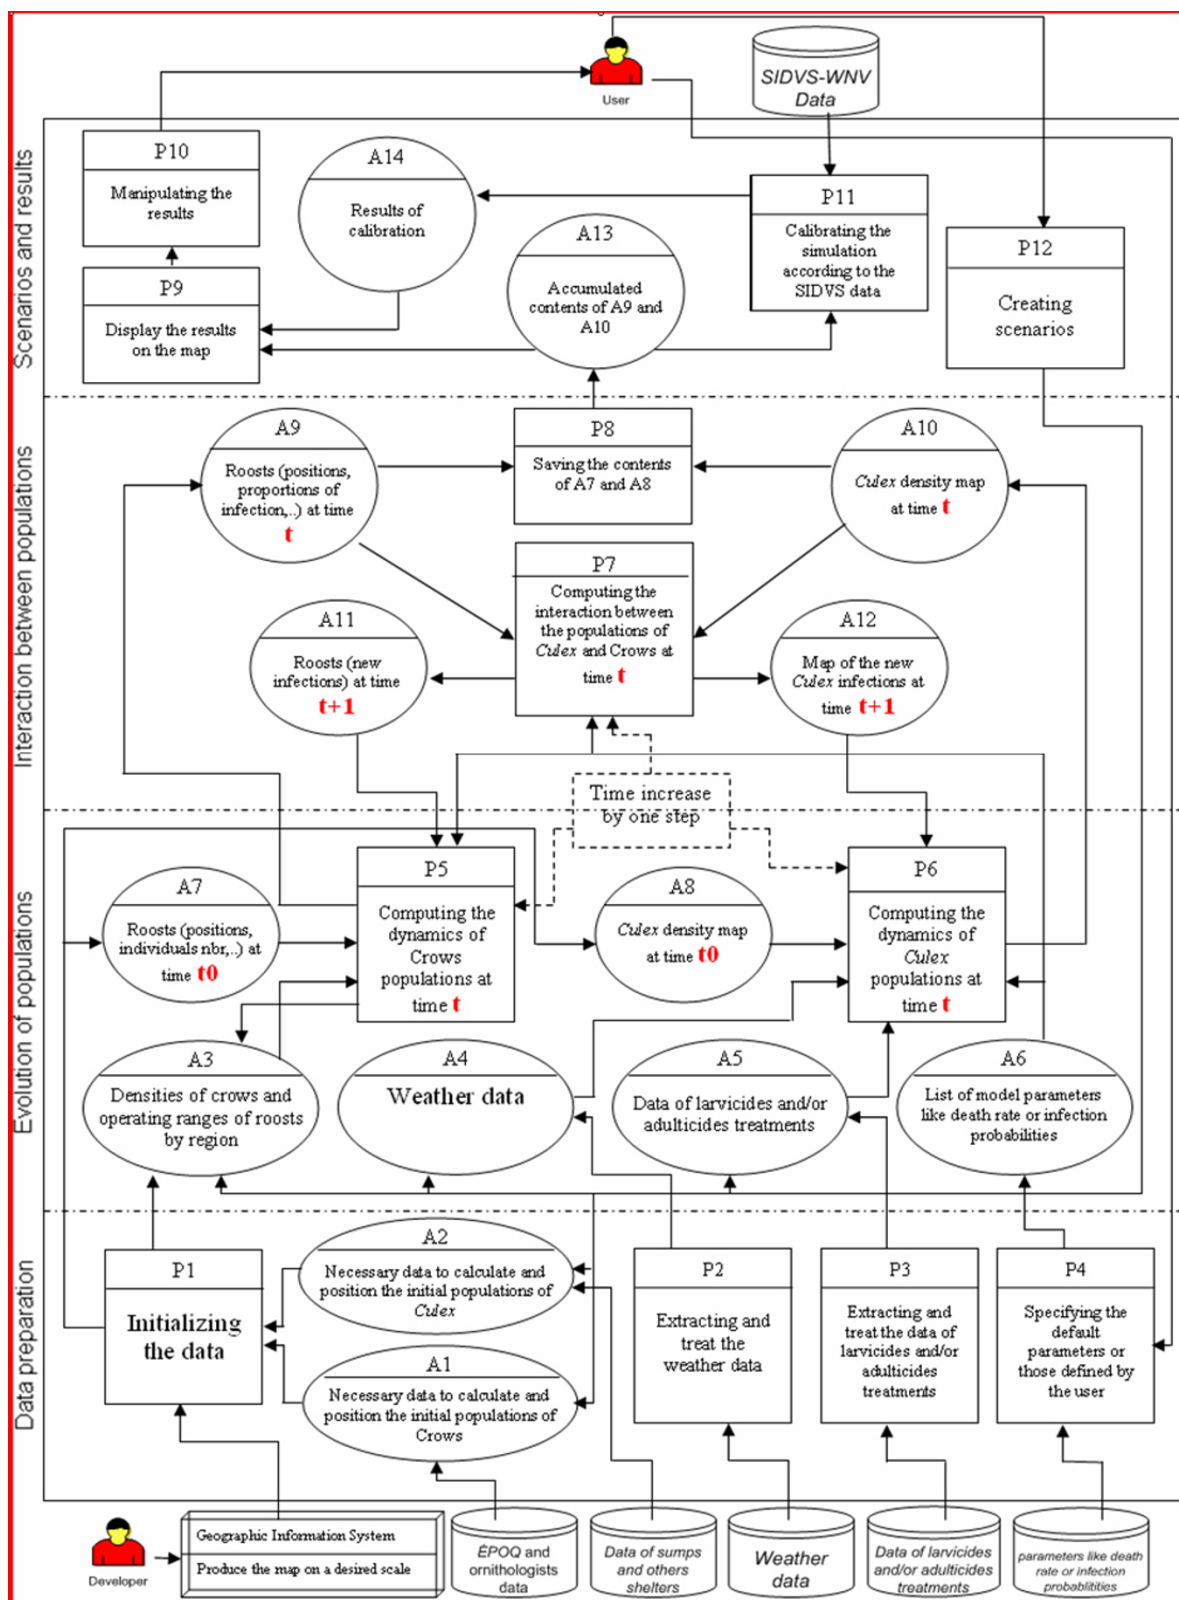 User
SIDVS-WNV
Data
Scenarios and results
P10
Manipulating the
results
A14
Results of
calibration
P11
Calibrating the
simulation
according to the
SIDVS data
A13
Accumulated
contents of A9 and
A10
P12
Creating
scenarios
P9
Display the results
on the map
Interaction between populations
A9
Roosts (positions,
proportions of
infection,..) at time
t
P8
Saving the contents
of A7 and A8
A10
Culex density map
at time t
P7
Computing the
interaction between
the populations of
Culex and Crows at
time t
A11
Roosts (new
infections) at time
t+1
A12
Map of the new
Culex infections at
time t+1
Time increase
by one step
Evolution of populations
A7
Roosts (positions,
individuals nbr,..) at
time t0
P5
Computing the
dynamics of
Crows
populations at
time t
A8
Culex density map
at time t0
P6
Computing the
dynamics of
Culex
populations at
time t
A3
Densities of crows and
operating ranges of roosts
by region
A4
Weather data
A5
Data of larvicides and/or
adulticides treatments
A6
List of model parameters
like death rate or infection
probabilities
Data preparation
P1
Initializing
the data
A2
Necessary data to calculate and
position the initial populations of
Culex
A1
Necessary data to calculate and
position the initial populations of
Crows
P2
Extracting and
treat the
weather data
P3
Extracting and
treat the data of
larvicides and/or
adulticides
treatments
P4
Specifying the
default
parameters or
those defined by
the user
Developer
Geographic Information System
Produce the map on a desired scale
ÉPOQ and
ornithologists
data
Data of sumps
and others
shelters
Weather
data
Data of larvicides
and/or adulticides
treatments
parameters like death
rate or infection
probablitities